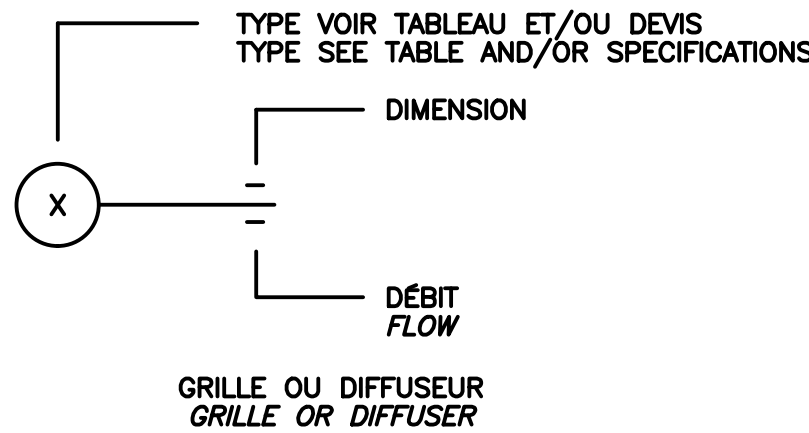 TYPE VOIR TABLEAU ET/OU DEVIS
TYPE SEE TABLE AND/OR SPECIFICATIONS
DIMENSION
X
DÉBIT
FLOW
GRILLE OU DIFFUSEUR
GRILLE OR DIFFUSER